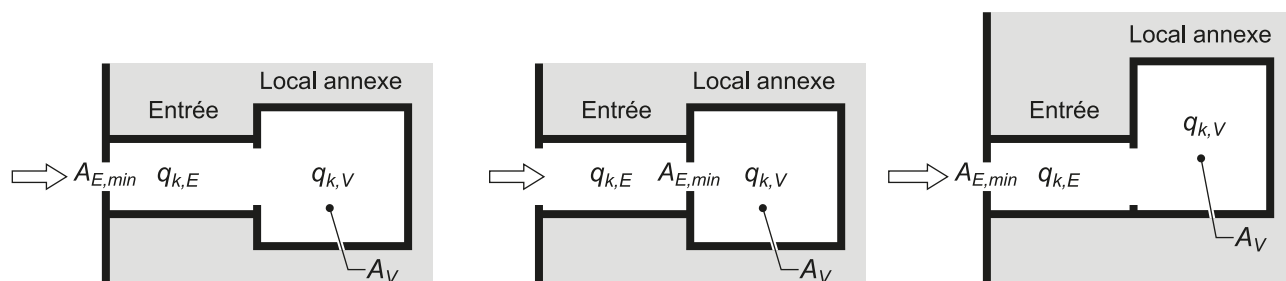 Local annexe
Entrée
A_E,min q_k,E q_k,V
A_V
Local annexe
Entrée
q_k,E A_E,min q_k,V
A_V
Local annexe
Entrée
q_k,V
A_E,min q_k,E
A_V